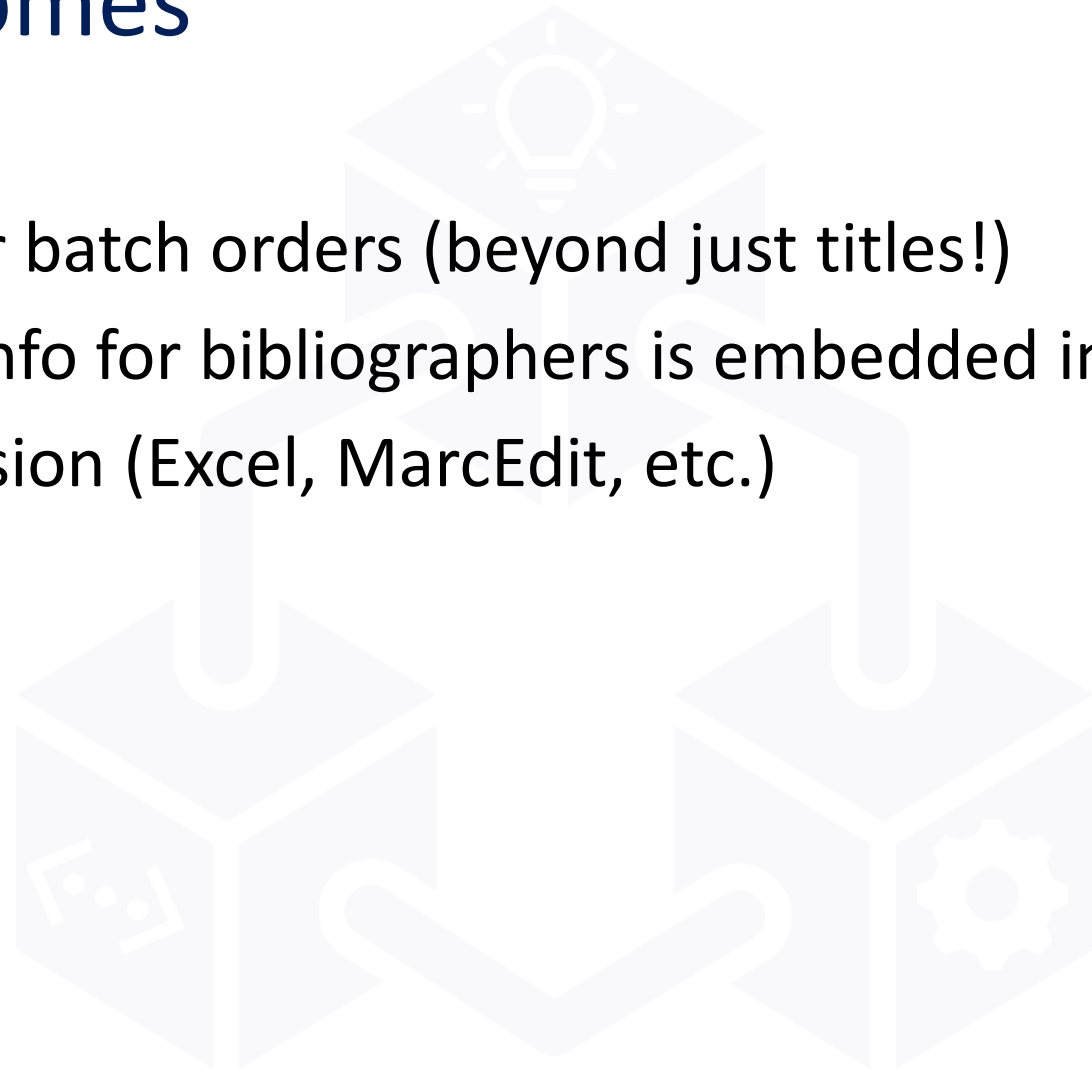 omes
r batch orders (beyond just titles!)
nfo for bibliographers is embedded in
sion (Excel, MarcEdit, etc.)